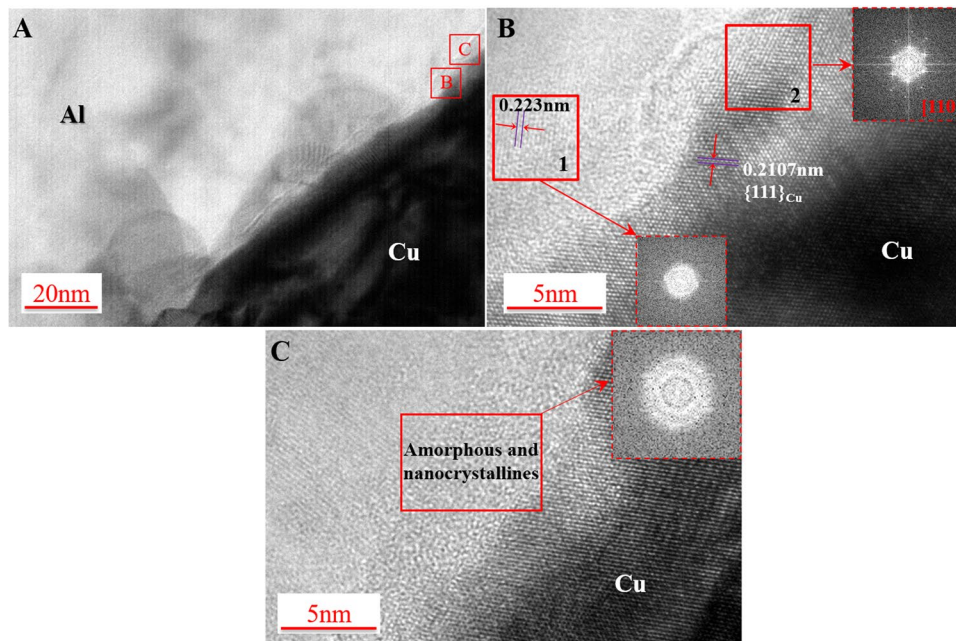 A
C
B
Al
Cu
20nm
B
0.223nm
1
2
[110]
0.2107nm
{111}Cu
Cu
5nm
C
Amorphous and
nanocrystallines
Cu
5nm